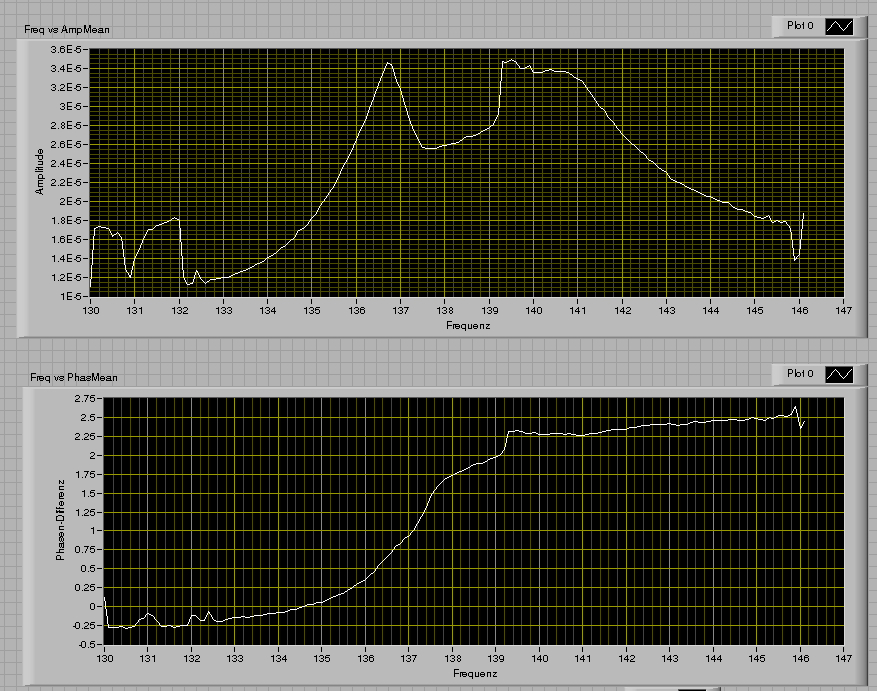 Freq vs AmpMean
Plot 0
3.6E-5
3.4E-5
3.2E-5
3E-5
2.8E-5
2.6E-5
2.4E-5
2.2E-5
2E-5
1.8E-5
1.6E-5
1.4E-5
1.2E-5
1E-5
Amplitude
130 131 132 133 134 135 136 137 138 139 140 141 142 143 144 145 146 147
Frequenz
Freq vs PhasMean
Plot 0
2.75
2.5
2.25
2
1.75
1.5
1.25
1
0.75
0.5
0.25
0
-0.25
-0.5
Phasen-Differenz
130 131 132 133 134 135 136 137 138 139 140 141 142 143 144 145 146 147
Frequenz